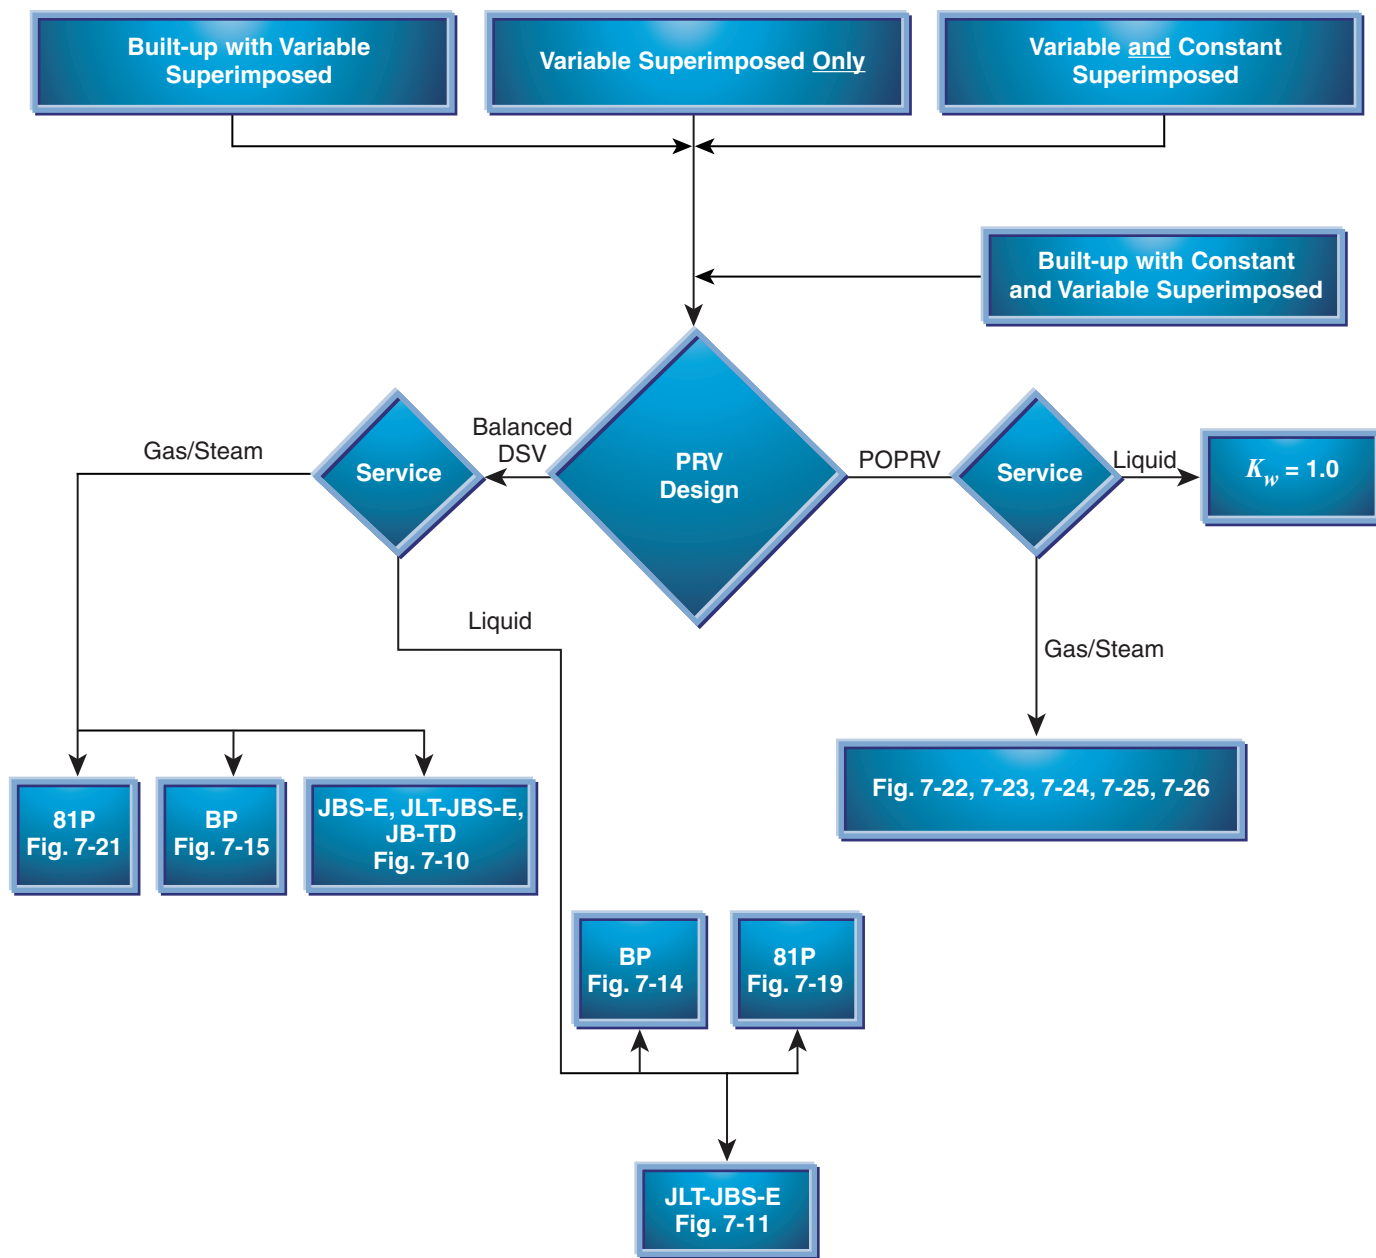 Built-up with Variable
Superimposed
Variable Superimposed Only
Variable and Constant
Superimposed
Built-up with Constant
and Variable Superimposed
Gas/Steam
Service
Balanced
DSV
PRV
Design
POPRV
Service
Liquid
K_w = 1.0
Liquid
Gas/Steam
81P
Fig. 7-21
BP
Fig. 7-15
JBS-E, JLT-JBS-E,
JB-TD
Fig. 7-10
Fig. 7-22, 7-23, 7-24, 7-25, 7-26
BP
Fig. 7-14
81P
Fig. 7-19
JLT-JBS-E
Fig. 7-11